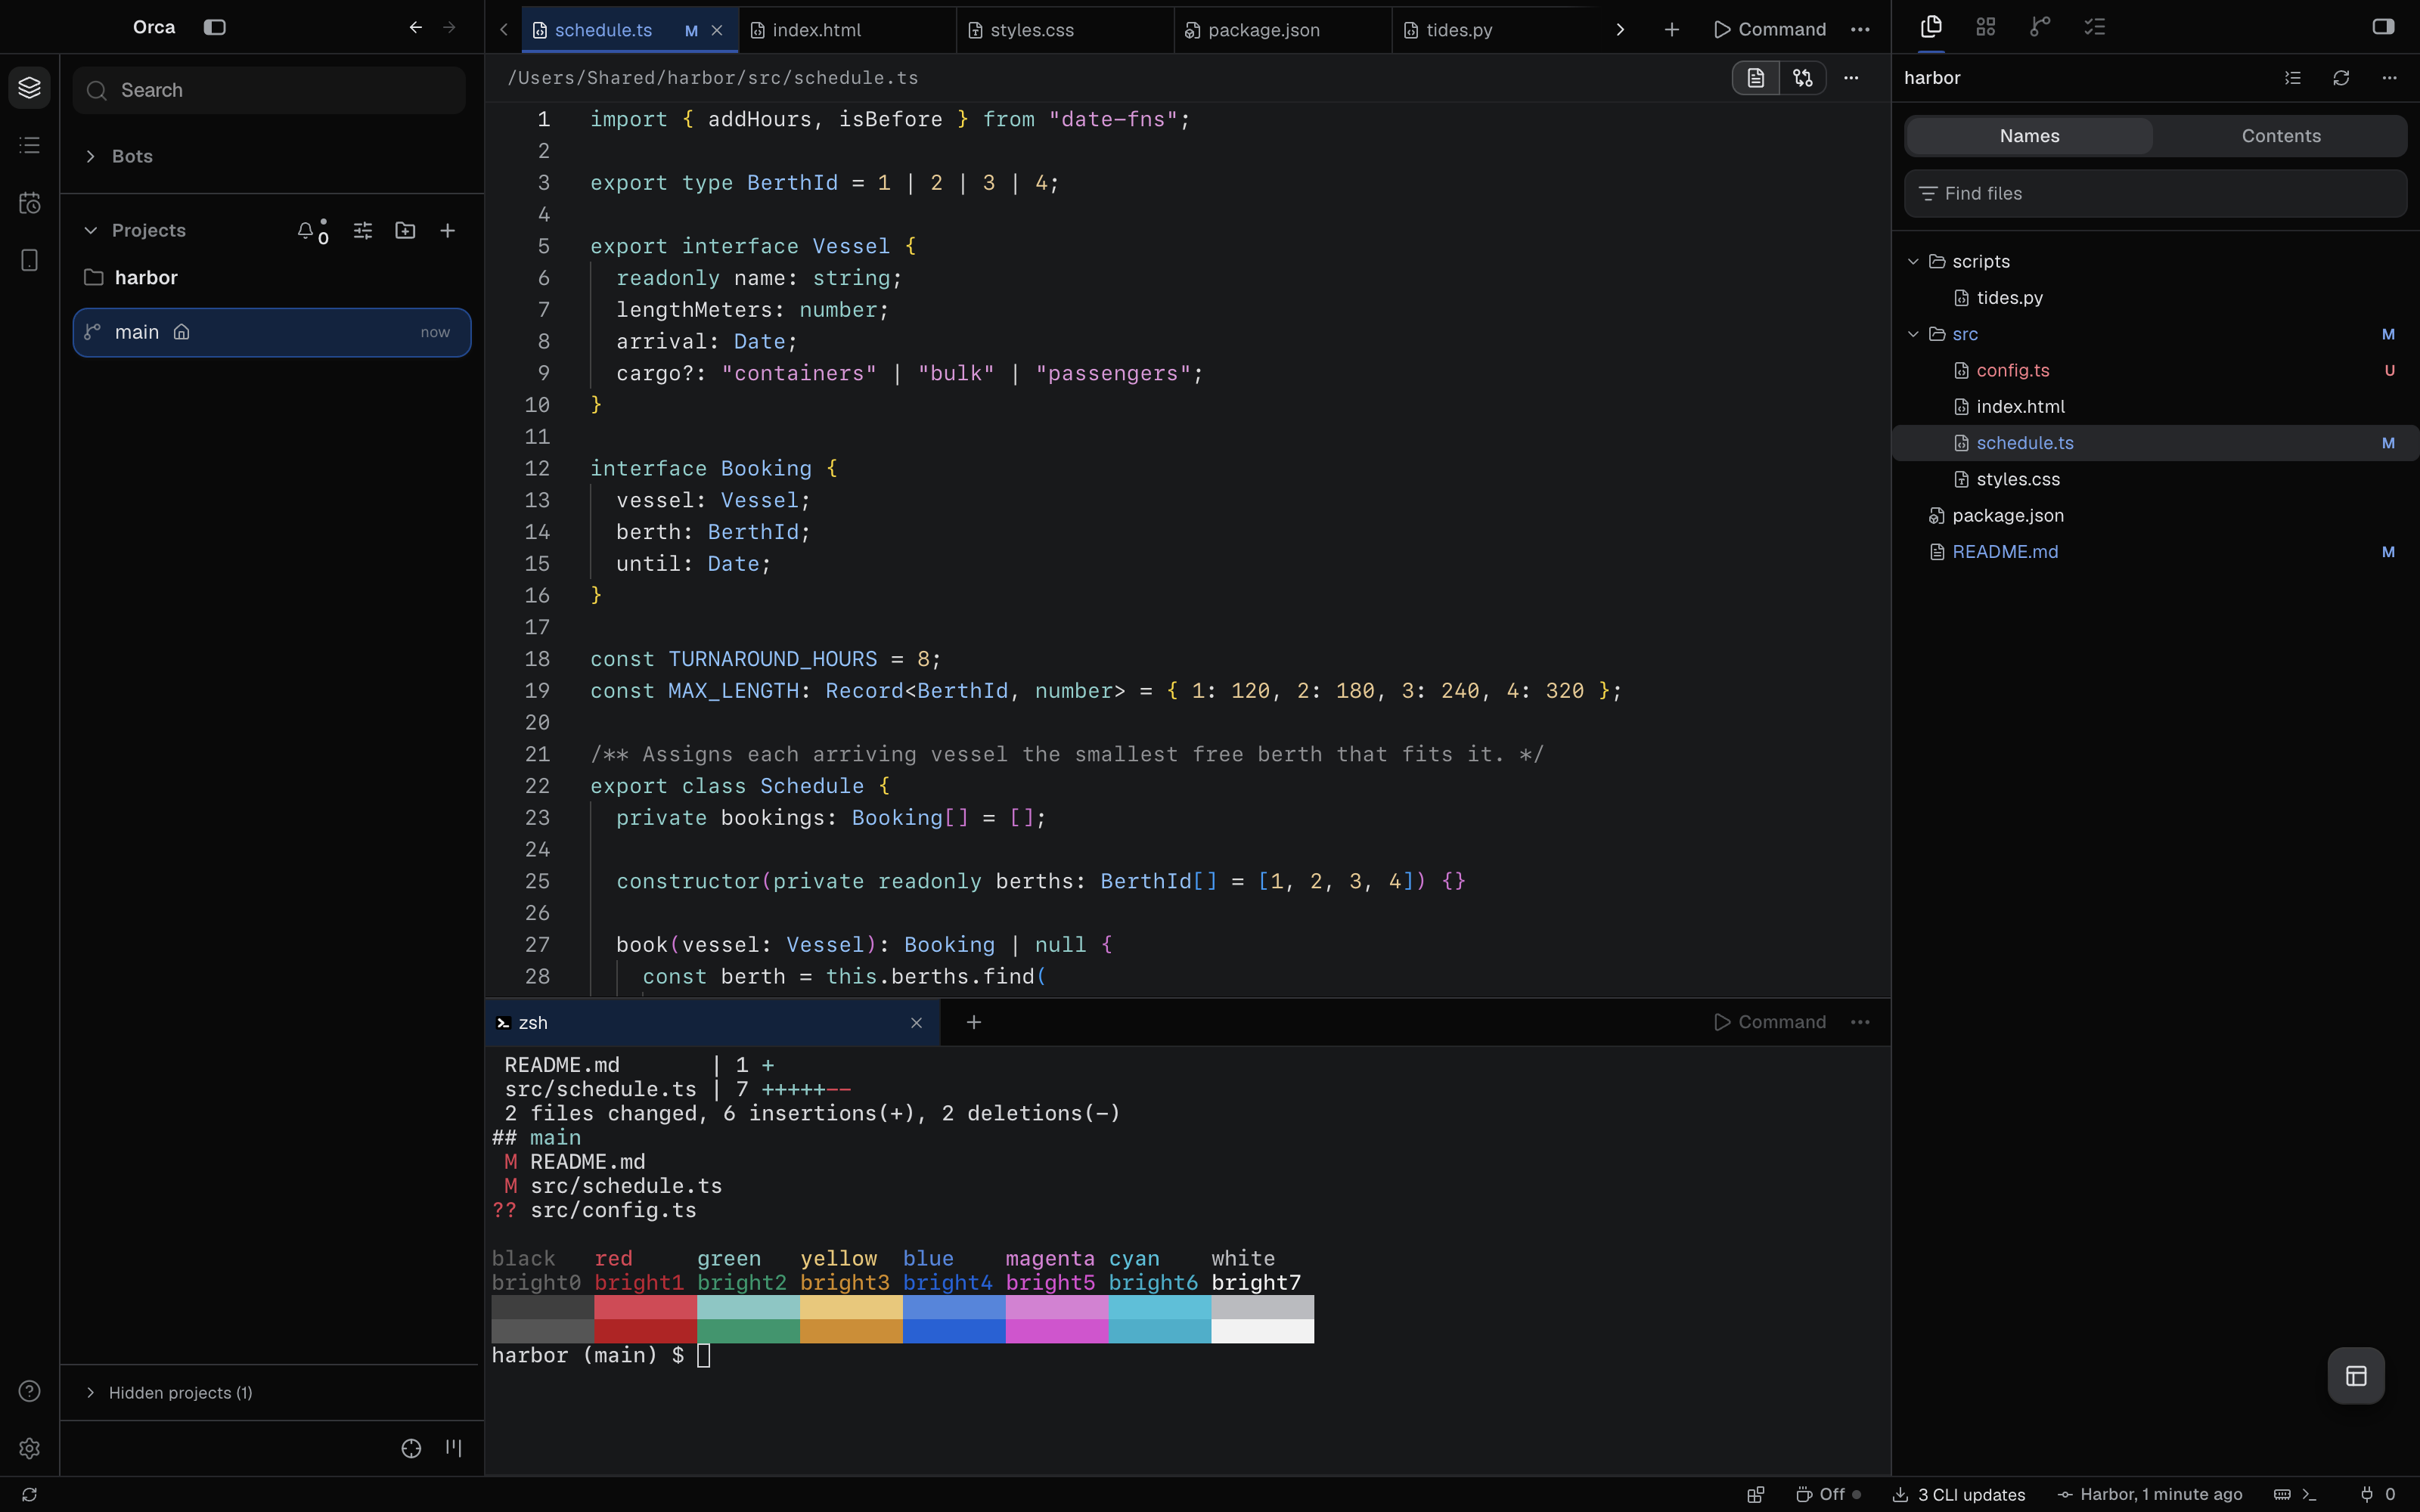 Orca
Search
Bots
Projects
0
harbor
main
now
Hidden projects (1)
schedule.ts M
index.html
styles.css
package.json
tides.py
Command
/Users/Shared/harbor/src/schedule.ts
1 import { addHours, isBefore } from "date-fns";
2
3 export type BerthId = 1 | 2 | 3 | 4;
4
5 export interface Vessel {
6 readonly name: string;
7 lengthMeters: number;
8 arrival: Date;
9 cargo?: "containers" | "bulk" | "passengers";
10 }
11
12 interface Booking {
13 vessel: Vessel;
14 berth: BerthId;
15 until: Date;
16 }
17
18 const TURNAROUND_HOURS = 8;
19 const MAX_LENGTH: Record<BerthId, number> = { 1: 120, 2: 180, 3: 240, 4: 320 };
20
21 /** Assigns each arriving vessel the smallest free berth that fits it. */
22 export class Schedule {
23 private bookings: Booking[] = [];
24
25 constructor(private readonly berths: BerthId[] = [1, 2, 3, 4]) {}
26
27 book(vessel: Vessel): Booking | null {
28 const berth = this.berths.find(
zsh
Command
README.md | 1 +
src/schedule.ts | 7 +++++--
2 files changed, 6 insertions(+), 2 deletions(-)
## main
M README.md
M src/schedule.ts
?? src/config.ts
black red green yellow blue magenta cyan white
bright0 bright1 bright2 bright3 bright4 bright5 bright6 bright7
harbor (main) $
harbor
Names Contents
Find files
scripts
tides.py
src M
config.ts U
index.html
schedule.ts M
styles.css
package.json
README.md M
Off
3 CLI updates
Harbor, 1 minute ago
0